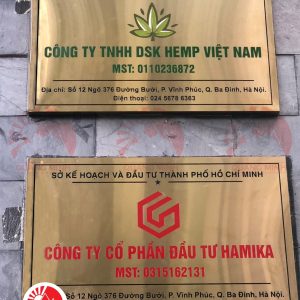 CÔNG TY TNHH DSK HEMP VIỆT NAM
MST: 0110236872
Địa chỉ: Số 12 Ngõ 376 Đường Bưởi, P. Vĩnh Phúc, Q. Ba Đình, Hà Nội.
Điện thoại: 024 5678 6363
SỞ KẾ HOẠCH VÀ ĐẦU TƯ THÀNH PHỐ HỒ CHÍ MINH
CÔNG TY CỔ PHẦN ĐẦU TƯ HAMIKA
MST: 0315162131
Số 12 Ngõ 376 Đường Bưởi, P. Vĩnh Phúc, Q. Ba Đình, Hà Nội.